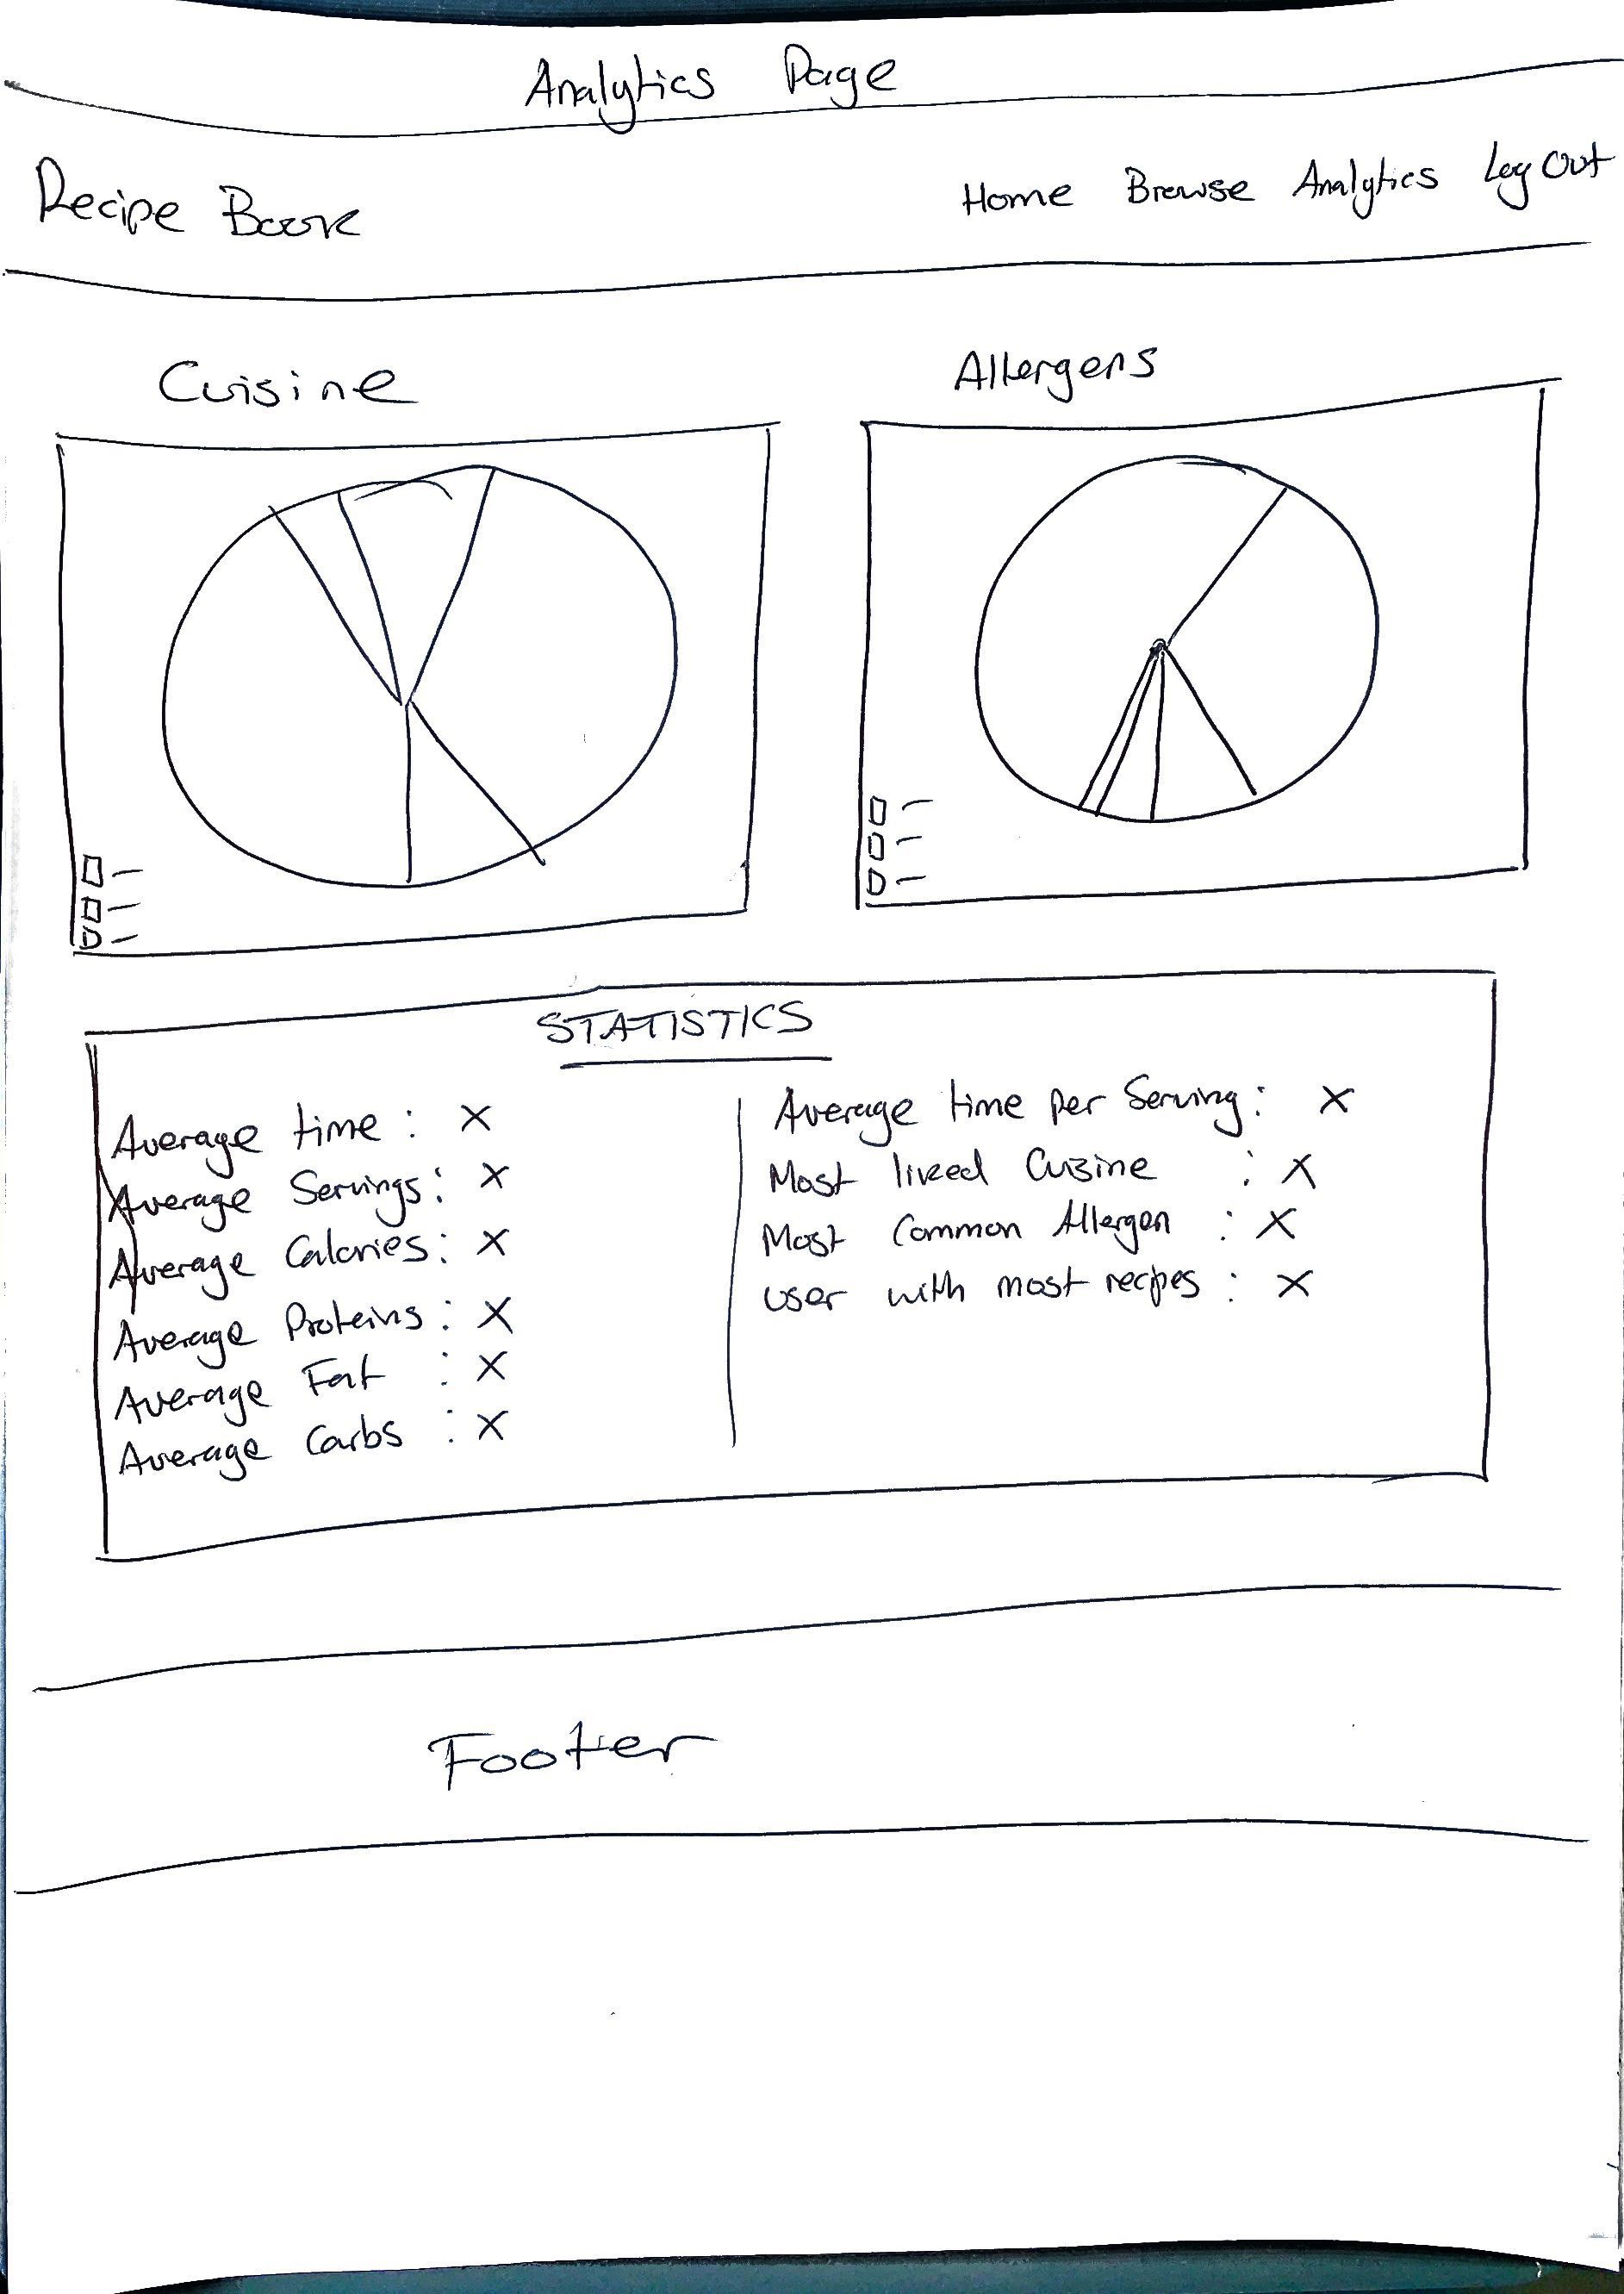 Analytics Page
Recipe Book
Home Browse Analytics Log Out
Cuisine
Allergens
STATISTICS
Average time : X
Average Servings : X
Average Calories : X
Average Proteins : X
Average Fat : X
Average Carbs : X
Average time per Serving : X
Most liked Cuisine : X
Most Common Allergen : X
user with most recipes : X
Footer